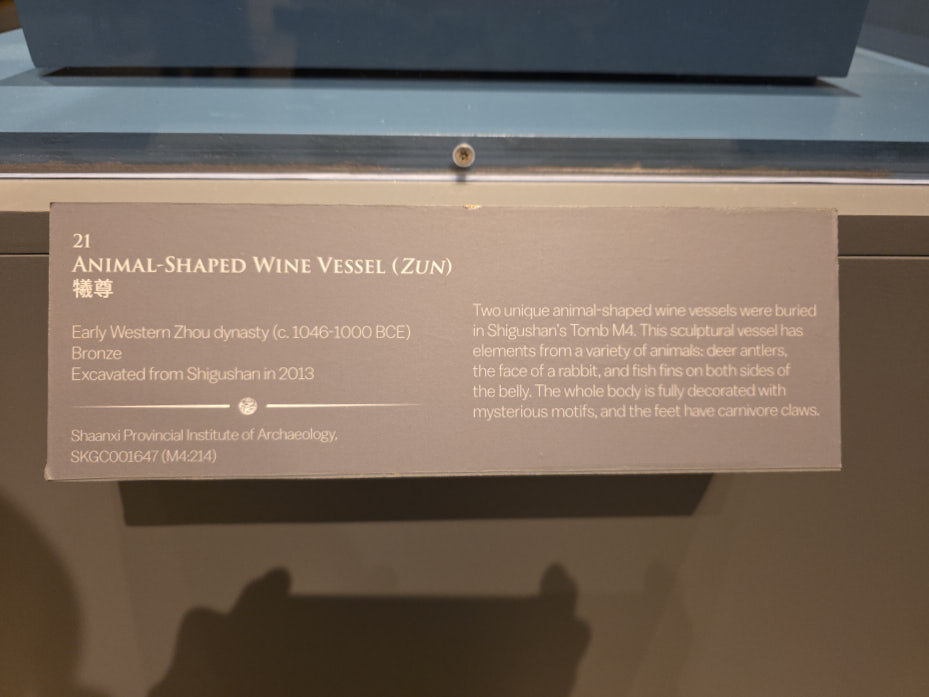 21
ANIMAL-SHAPED WINE VESSEL (ZUN)
犧尊
Early Western Zhou dynasty (c. 1046-1000 BCE)
Bronze
Excavated from Shigushan in 2013
Shaanxi Provincial Institute of Archaeology,
SKGC001647 (M4:214)
Two unique animal-shaped wine vessels were buried
in Shigushan's Tomb M4. This sculptural vessel has
elements from a variety of animals: deer antlers,
the face of a rabbit, and fish fins on both sides of
the belly. The whole body is fully decorated with
mysterious motifs, and the feet have carnivore claws.